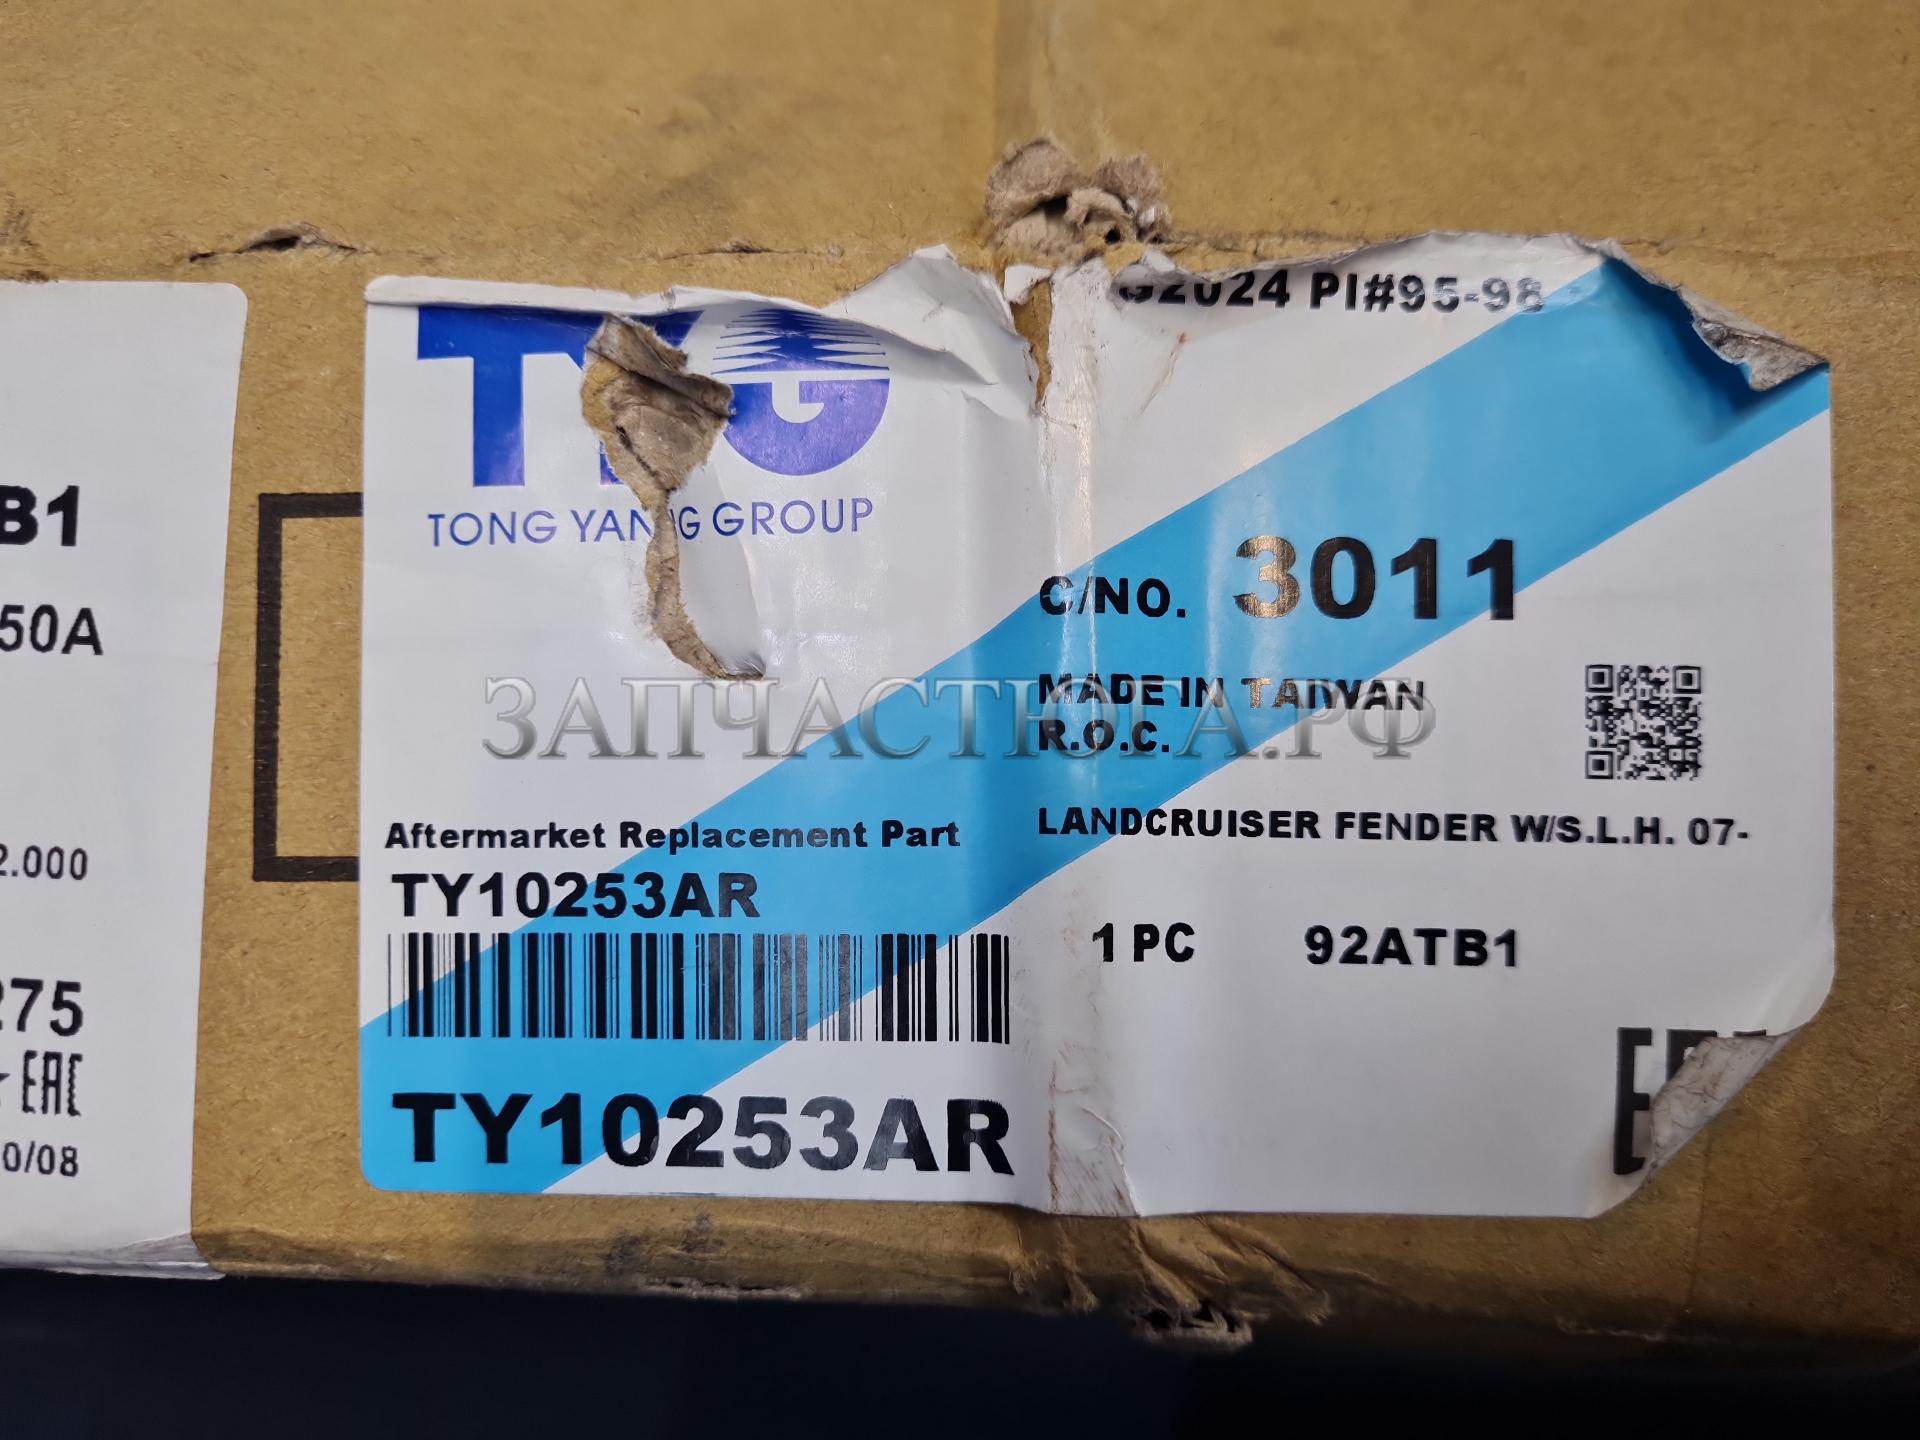 B1
50A
2.000
275
EAC
0/08
TYG
TONG YANG GROUP
G2024 PI#95-98
C/NO. 3011
MADE IN TAIWAN
R.O.C.
ЗАПЧАСТЮГА.РФ
Aftermarket Replacement Part
TY10253AR
LANDCRUISER FENDER W/S.L.H. 07-
1 PC 92ATB1
TY10253AR